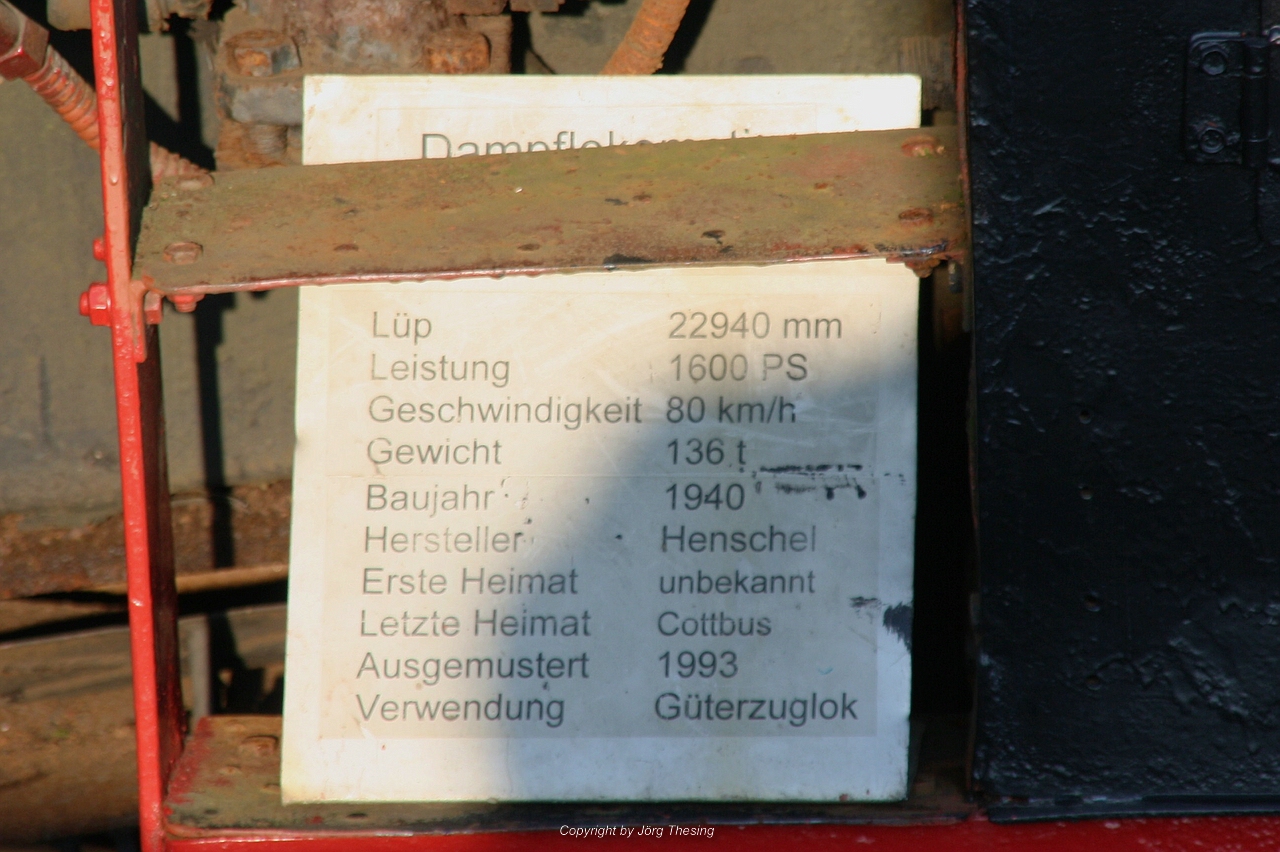 Lüp 22940 mm
Leistung 1600 PS
Geschwindigkeit 80 km/h
Gewicht 136 t
Baujahr 1940
Hersteller Henschel
Erste Heimat unbekannt
Letzte Heimat Cottbus
Ausgemustert 1993
Verwendung Güterzuglok
Copyright by Jörg Thesing